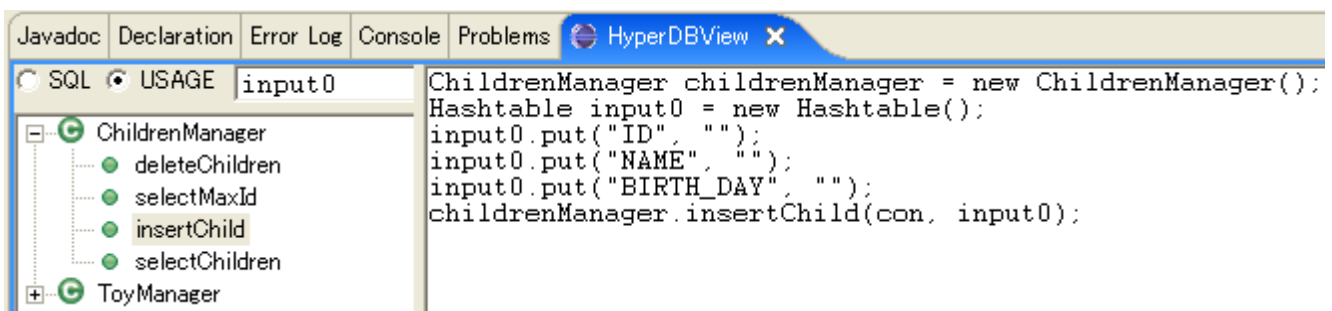 Javadoc Declaration Error Log Console Problems HyperDBView
SQL USAGE input0
ChildrenManager
deleteChildren
selectMaxId
insertChild
selectChildren
ToyManager
ChildrenManager childrenManager = new ChildrenManager();
Hashtable input0 = new Hashtable();
input0.put("ID", "");
input0.put("NAME", "");
input0.put("BIRTH_DAY", "");
childrenManager.insertChild(con, input0);